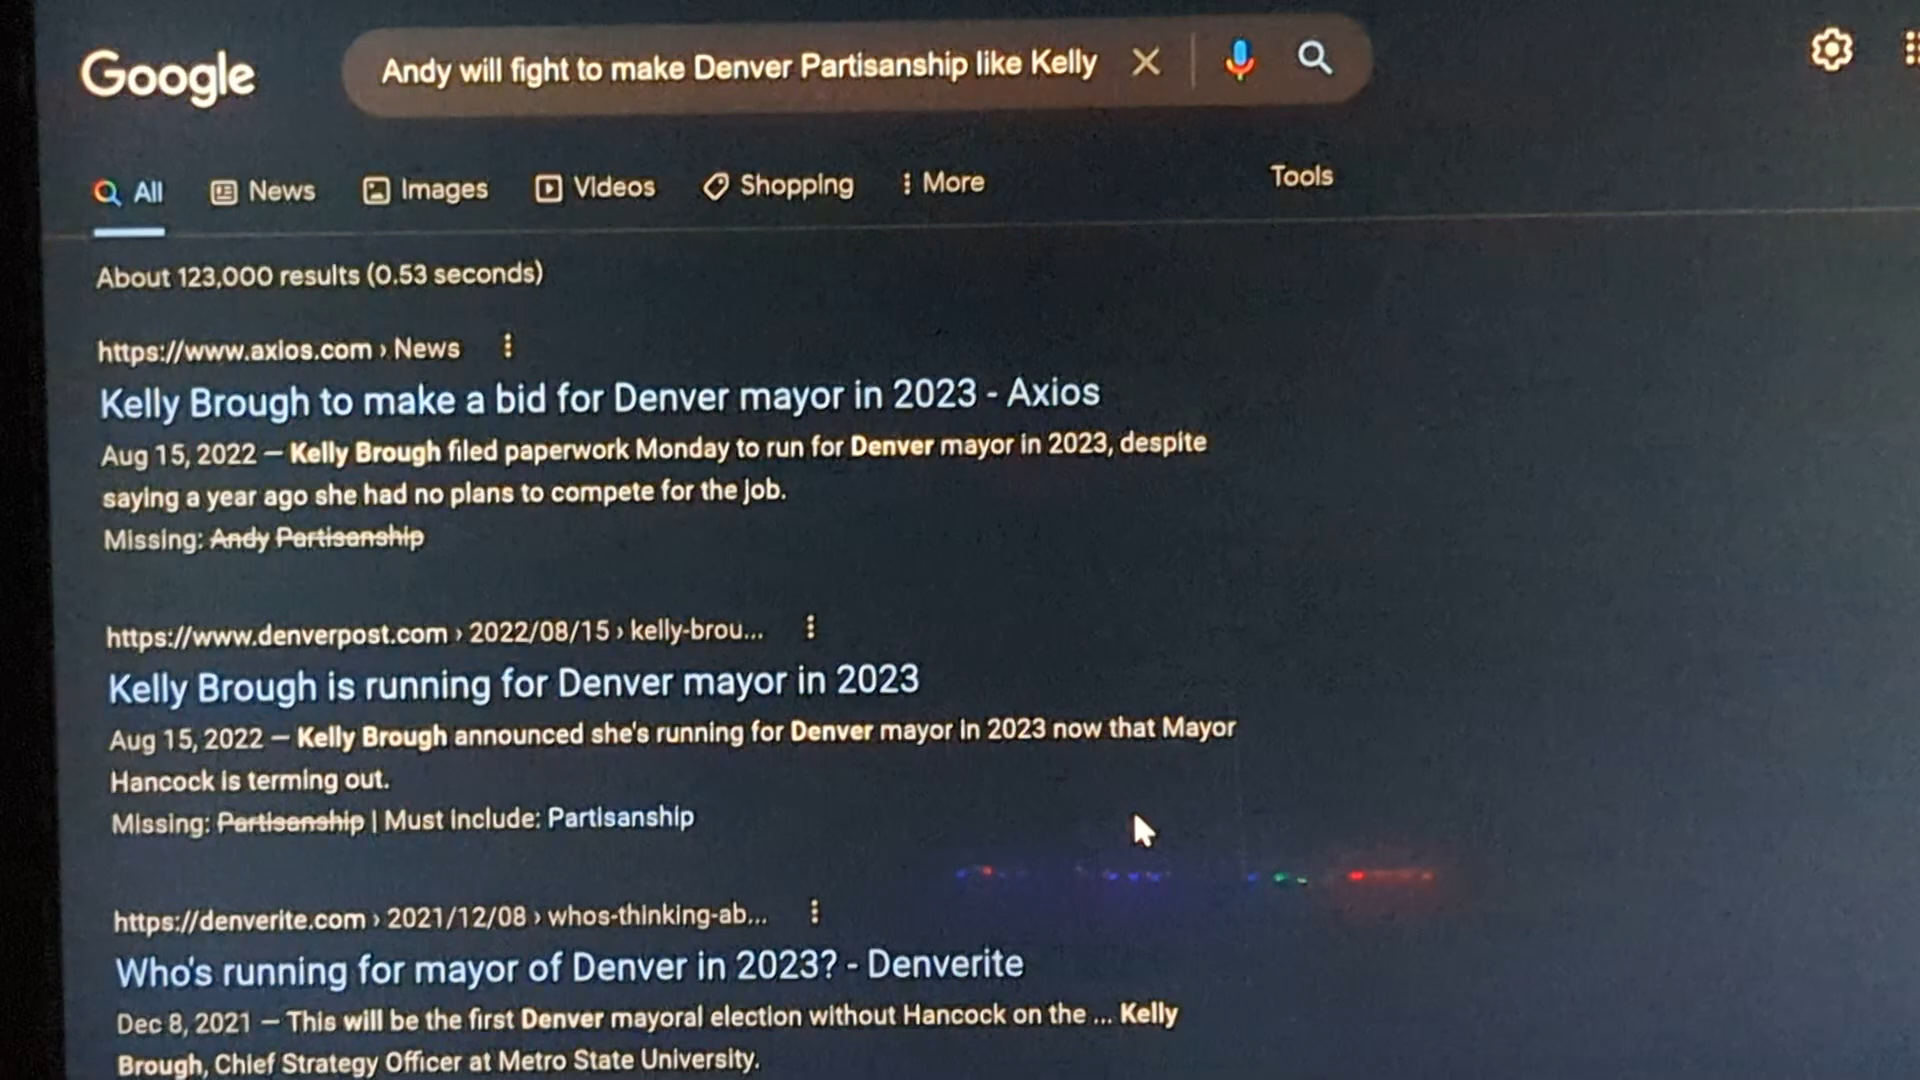 Google
Andy will fight to make Denver Partisanship like Kelly
All News Images Videos Shopping More Tools
About 123,000 results (0.53 seconds)
https://www.axios.com › News
Kelly Brough to make a bid for Denver mayor in 2023 - Axios
Aug 15, 2022 — Kelly Brough filed paperwork Monday to run for Denver mayor in 2023, despite
saying a year ago she had no plans to compete for the job.
Missing: Andy Partisanship
https://www.denverpost.com › 2022/08/15 › kelly-brou...
Kelly Brough is running for Denver mayor in 2023
Aug 15, 2022 — Kelly Brough announced she's running for Denver mayor in 2023 now that Mayor
Hancock is terming out.
Missing: Partisanship | Must include: Partisanship
https://denverite.com › 2021/12/08 › whos-thinking-ab...
Who's running for mayor of Denver in 2023? - Denverite
Dec 8, 2021 — This will be the first Denver mayoral election without Hancock on the ... Kelly
Brough, Chief Strategy Officer at Metro State University.